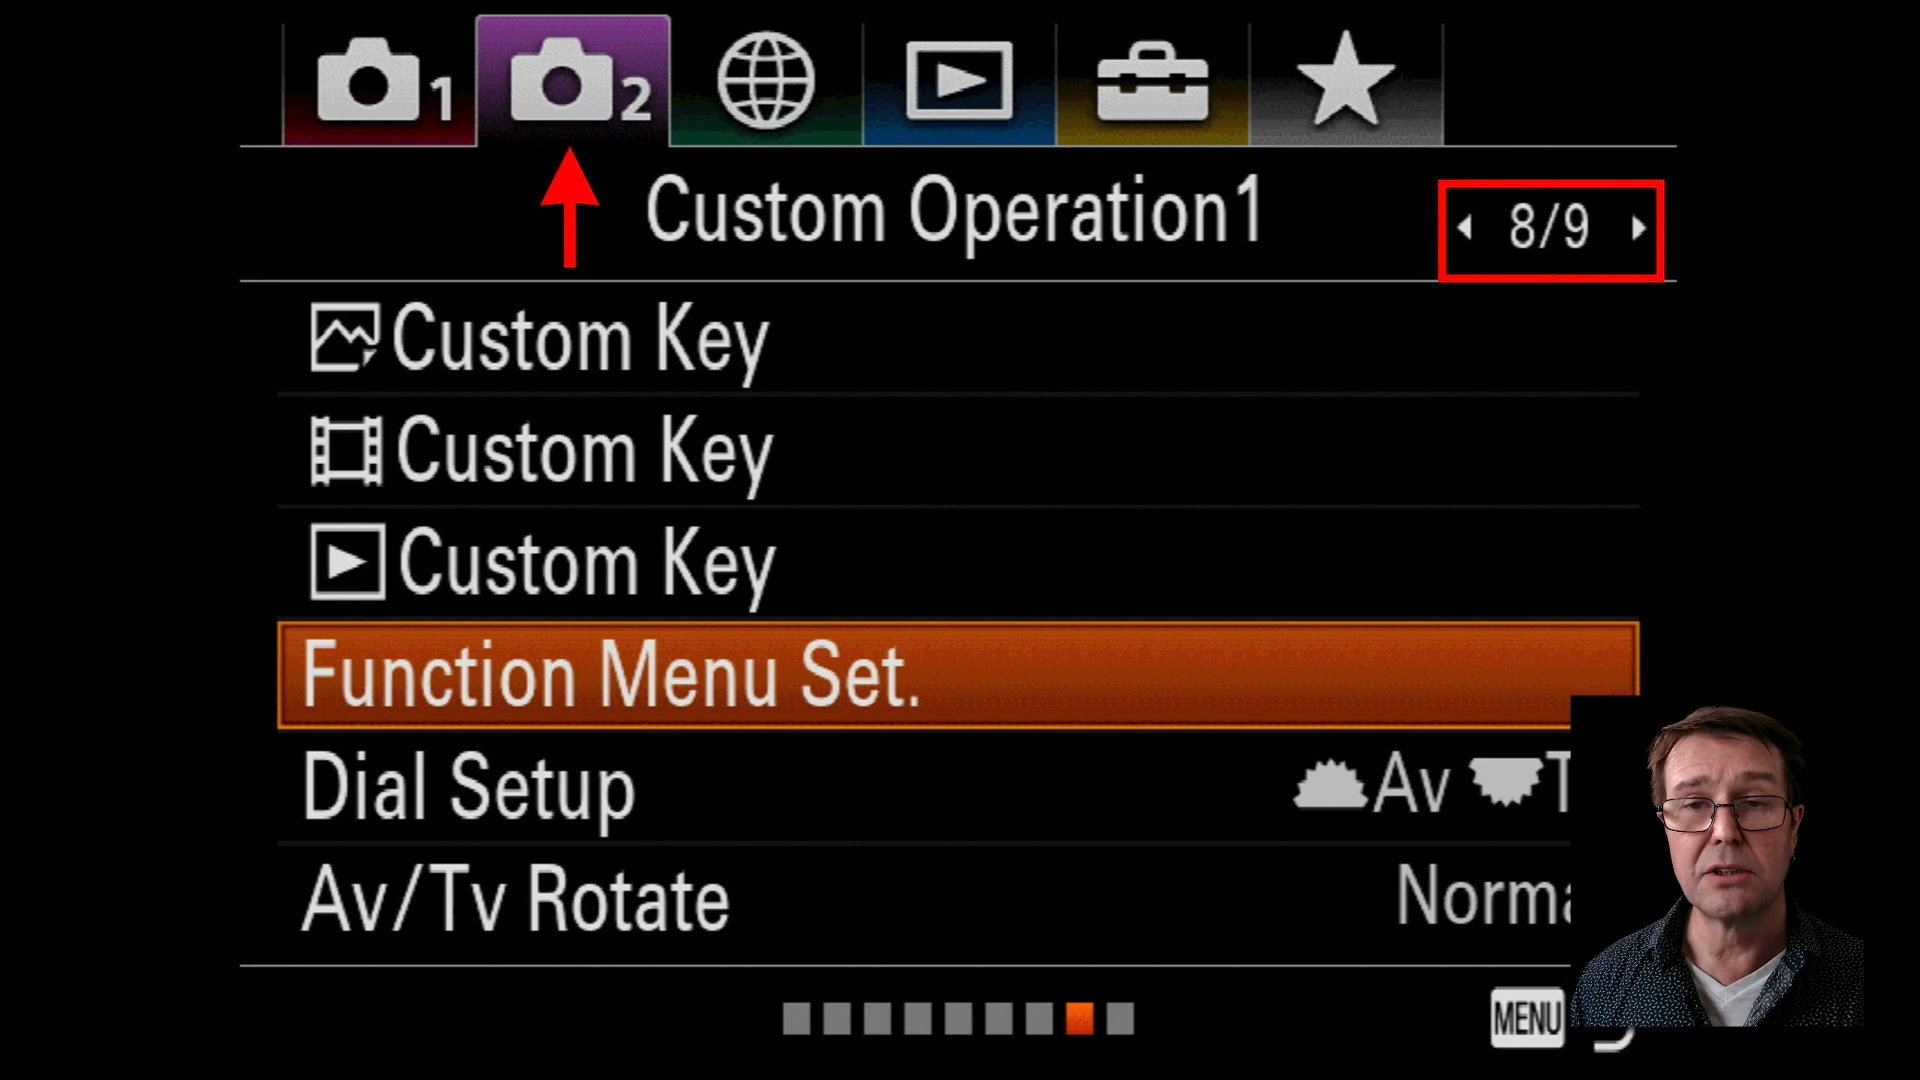 1 2
Custom Operation1 8/9
Custom Key
Custom Key
Custom Key
Function Menu Set.
Dial Setup Av T
Av/Tv Rotate Norma
MENU